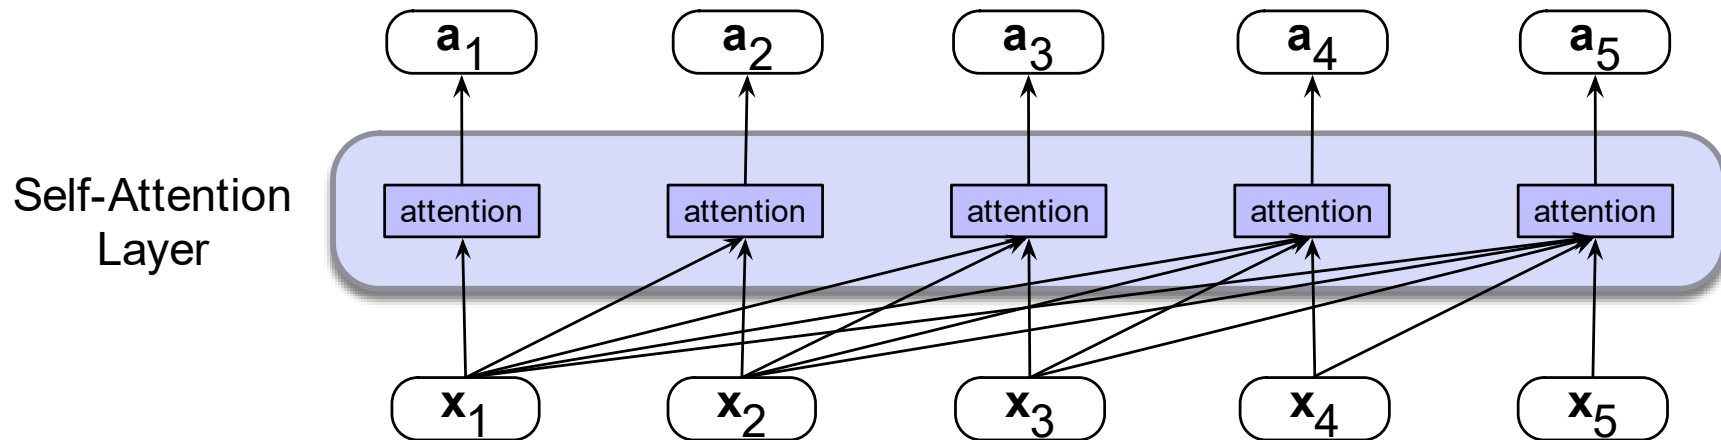 a1 a2 a3 a4 a5
Self-Attention
Layer
attention attention attention attention attention
x1 x2 x3 x4 x5